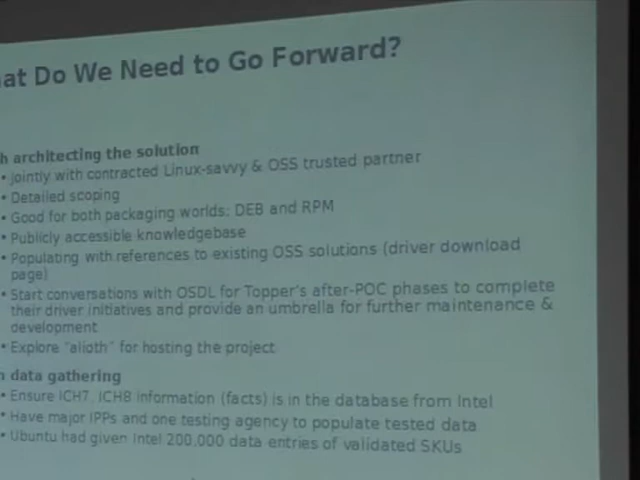 at Do We Need to Go Forward?
h architecting the solution
• Jointly with contracted Linux-savvy & OSS trusted partner
• Detailed scoping
• Good for both packaging worlds: DEB and RPM
• Publicly accessible knowledgebase
• Populating with references to existing OSS solutions (driver download
page)
• Start conversations with OSDL for Topper's after-POC phases to complete
their driver initiatives and provide an umbrella for further maintenance &
development
• Explore "alioth" for hosting the project
n data gathering
• Ensure ICH7, ICH8 information (facts) is in the database from Intel
• Have major IPPs and one testing agency to populate tested data
• Ubuntu had given Intel 200,000 data entries of validated SKUs